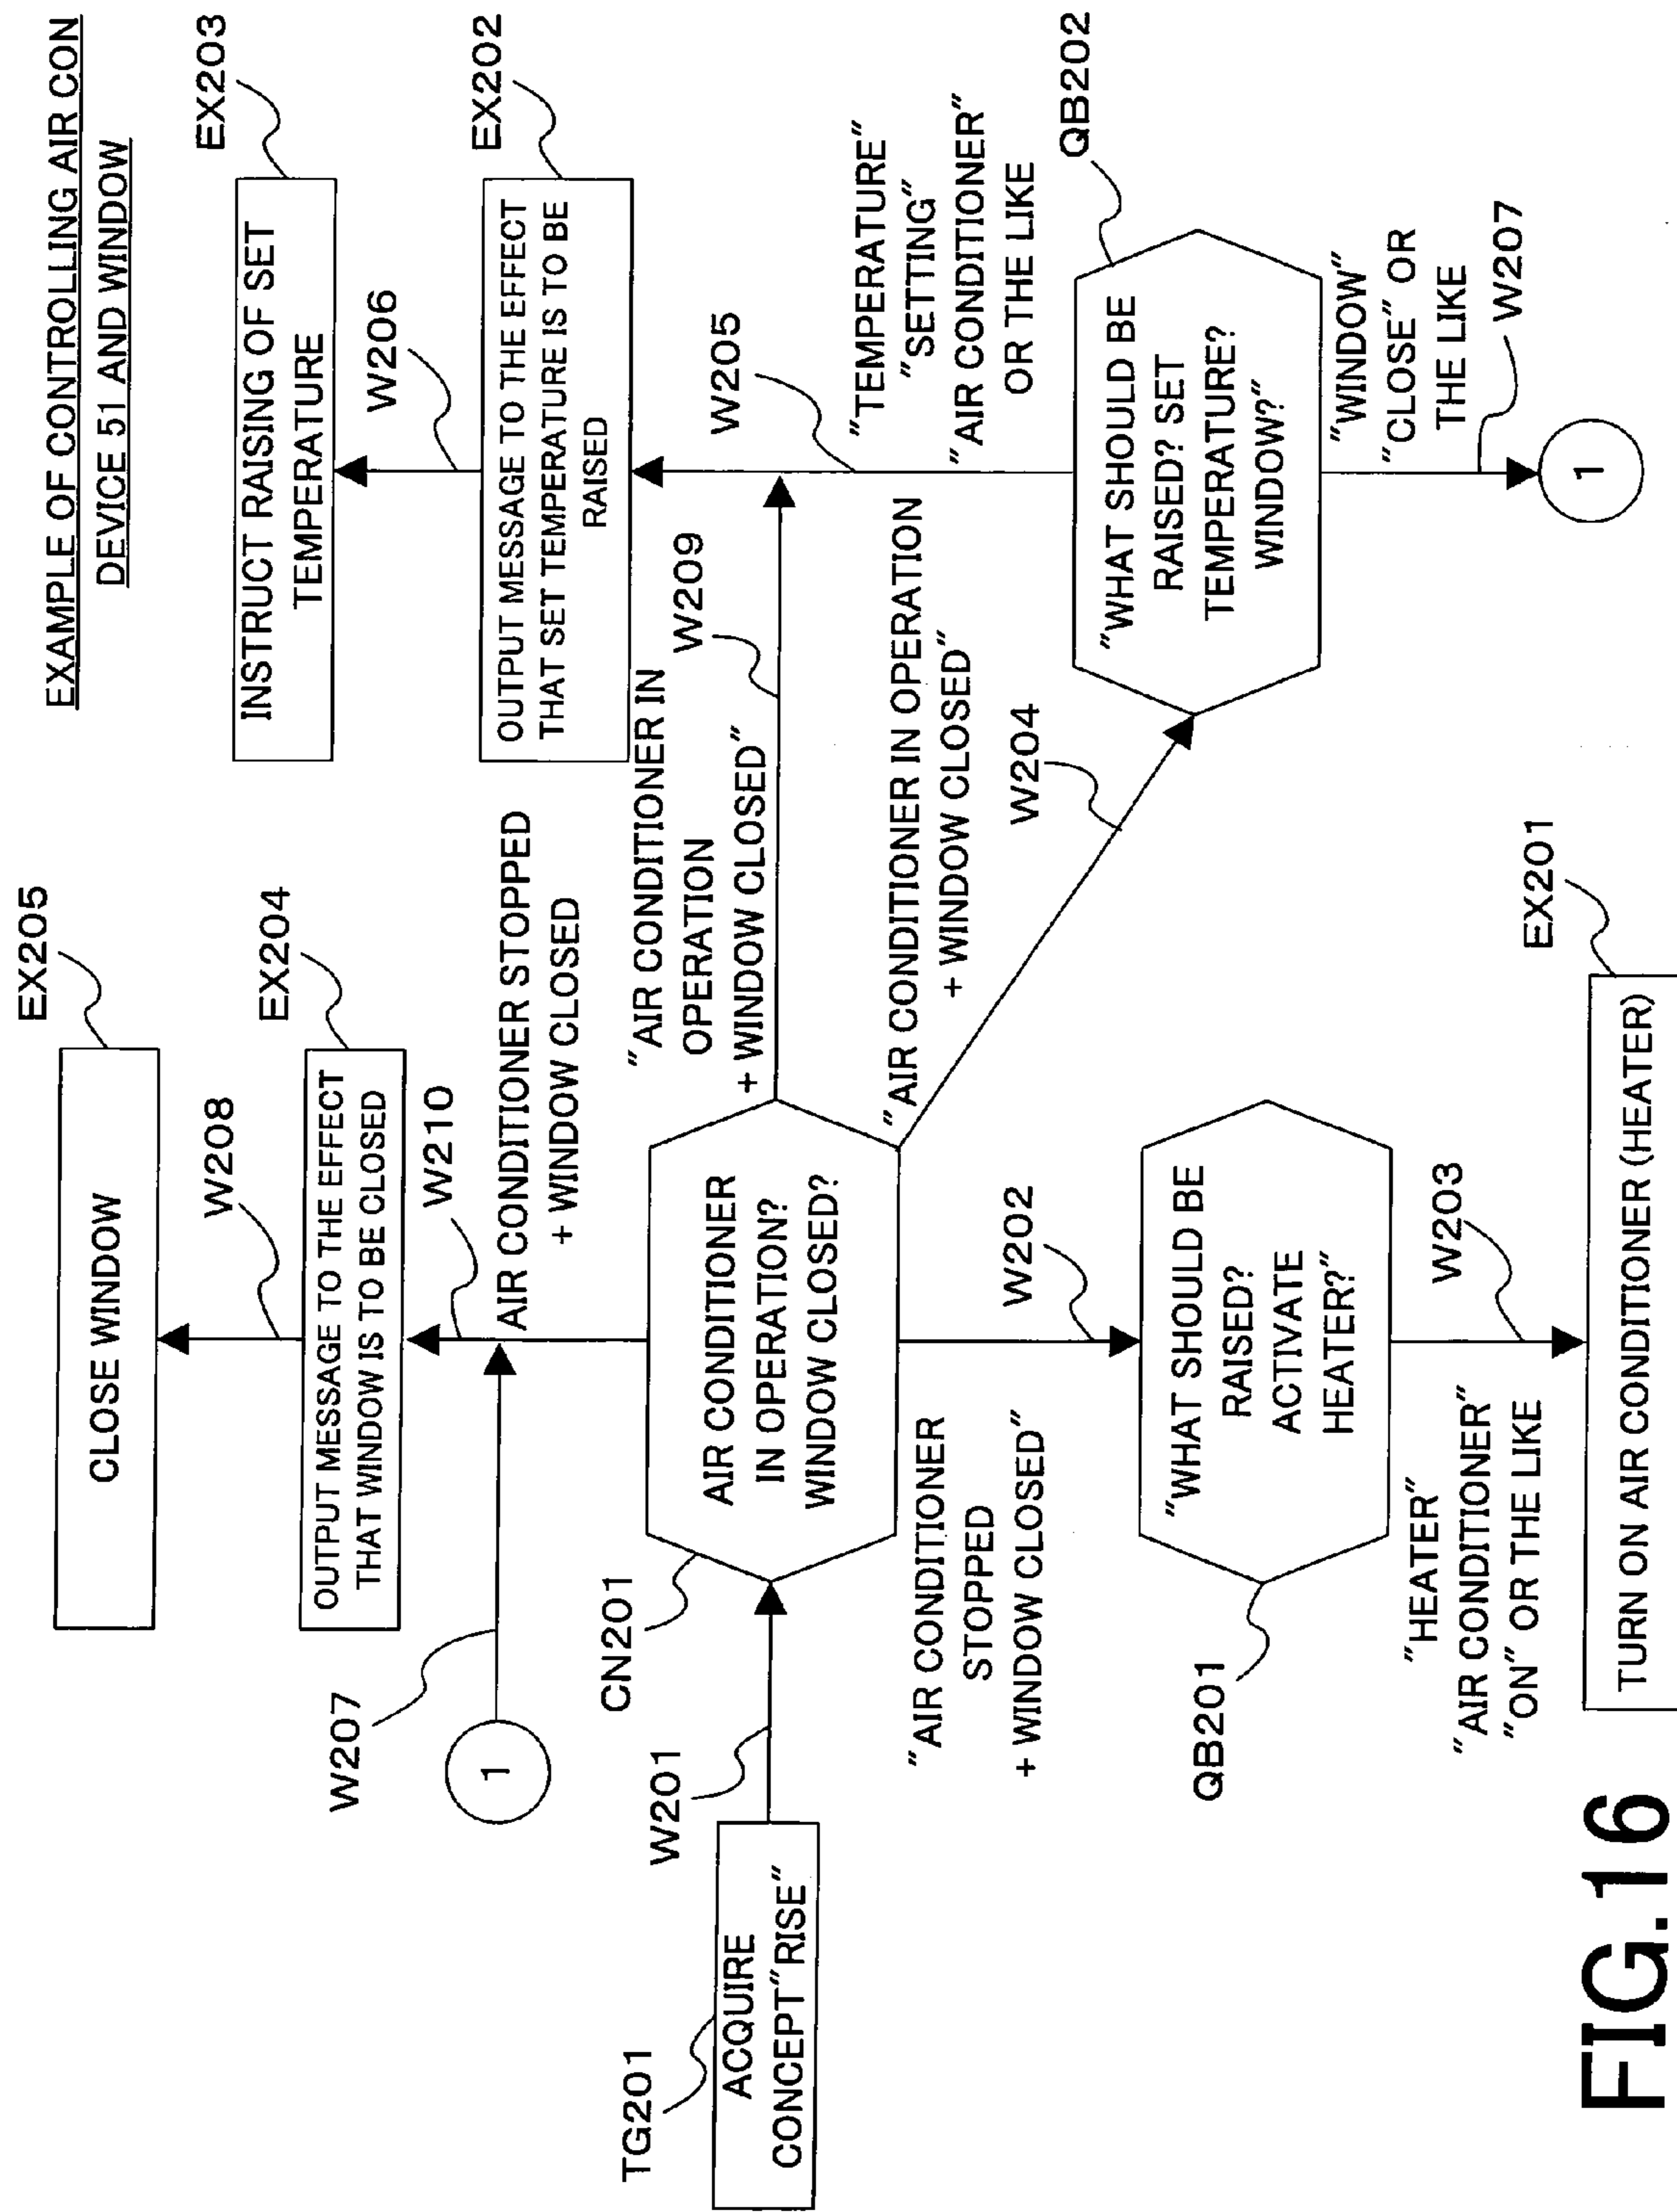 EXAMPLE OF CONTROLLING AIR CON
DEVICE 51 AND WINDOW
EX205
CLOSE WINDOW
W208
EX204
OUTPUT MESSAGE TO THE EFFECT
THAT WINDOW IS TO BE CLOSED
W210
W207
1
AIR CONDITIONER STOPPED
+ WINDOW CLOSED
EX203
INSTRUCT RAISING OF SET
TEMPERATURE
W206
EX202
OUTPUT MESSAGE TO THE EFFECT
THAT SET TEMPERATURE IS TO BE
RAISED
"AIR CONDITIONER IN
OPERATION
+ WINDOW CLOSED"
W209
W205
"TEMPERATURE"
"SETTING"
"AIR CONDITIONER"
OR THE LIKE
TG201
ACQUIRE
CONCEPT"RISE"
W201
CN201
AIR CONDITIONER
IN OPERATION?
WINDOW CLOSED?
"AIR CONDITIONER IN OPERATION
+ WINDOW CLOSED"
W204
QB202
"WHAT SHOULD BE
RAISED? SET
TEMPERATURE?
WINDOW?"
"AIR CONDITIONER
STOPPED
+ WINDOW CLOSED"
W202
QB201
"WHAT SHOULD BE
RAISED?
ACTIVATE
HEATER?"
"WINDOW"
"CLOSE" OR
THE LIKE
W207
1
"HEATER"
"AIR CONDITIONER"
"ON" OR THE LIKE
W203
EX201
TURN ON AIR CONDITIONER (HEATER)
FIG.16